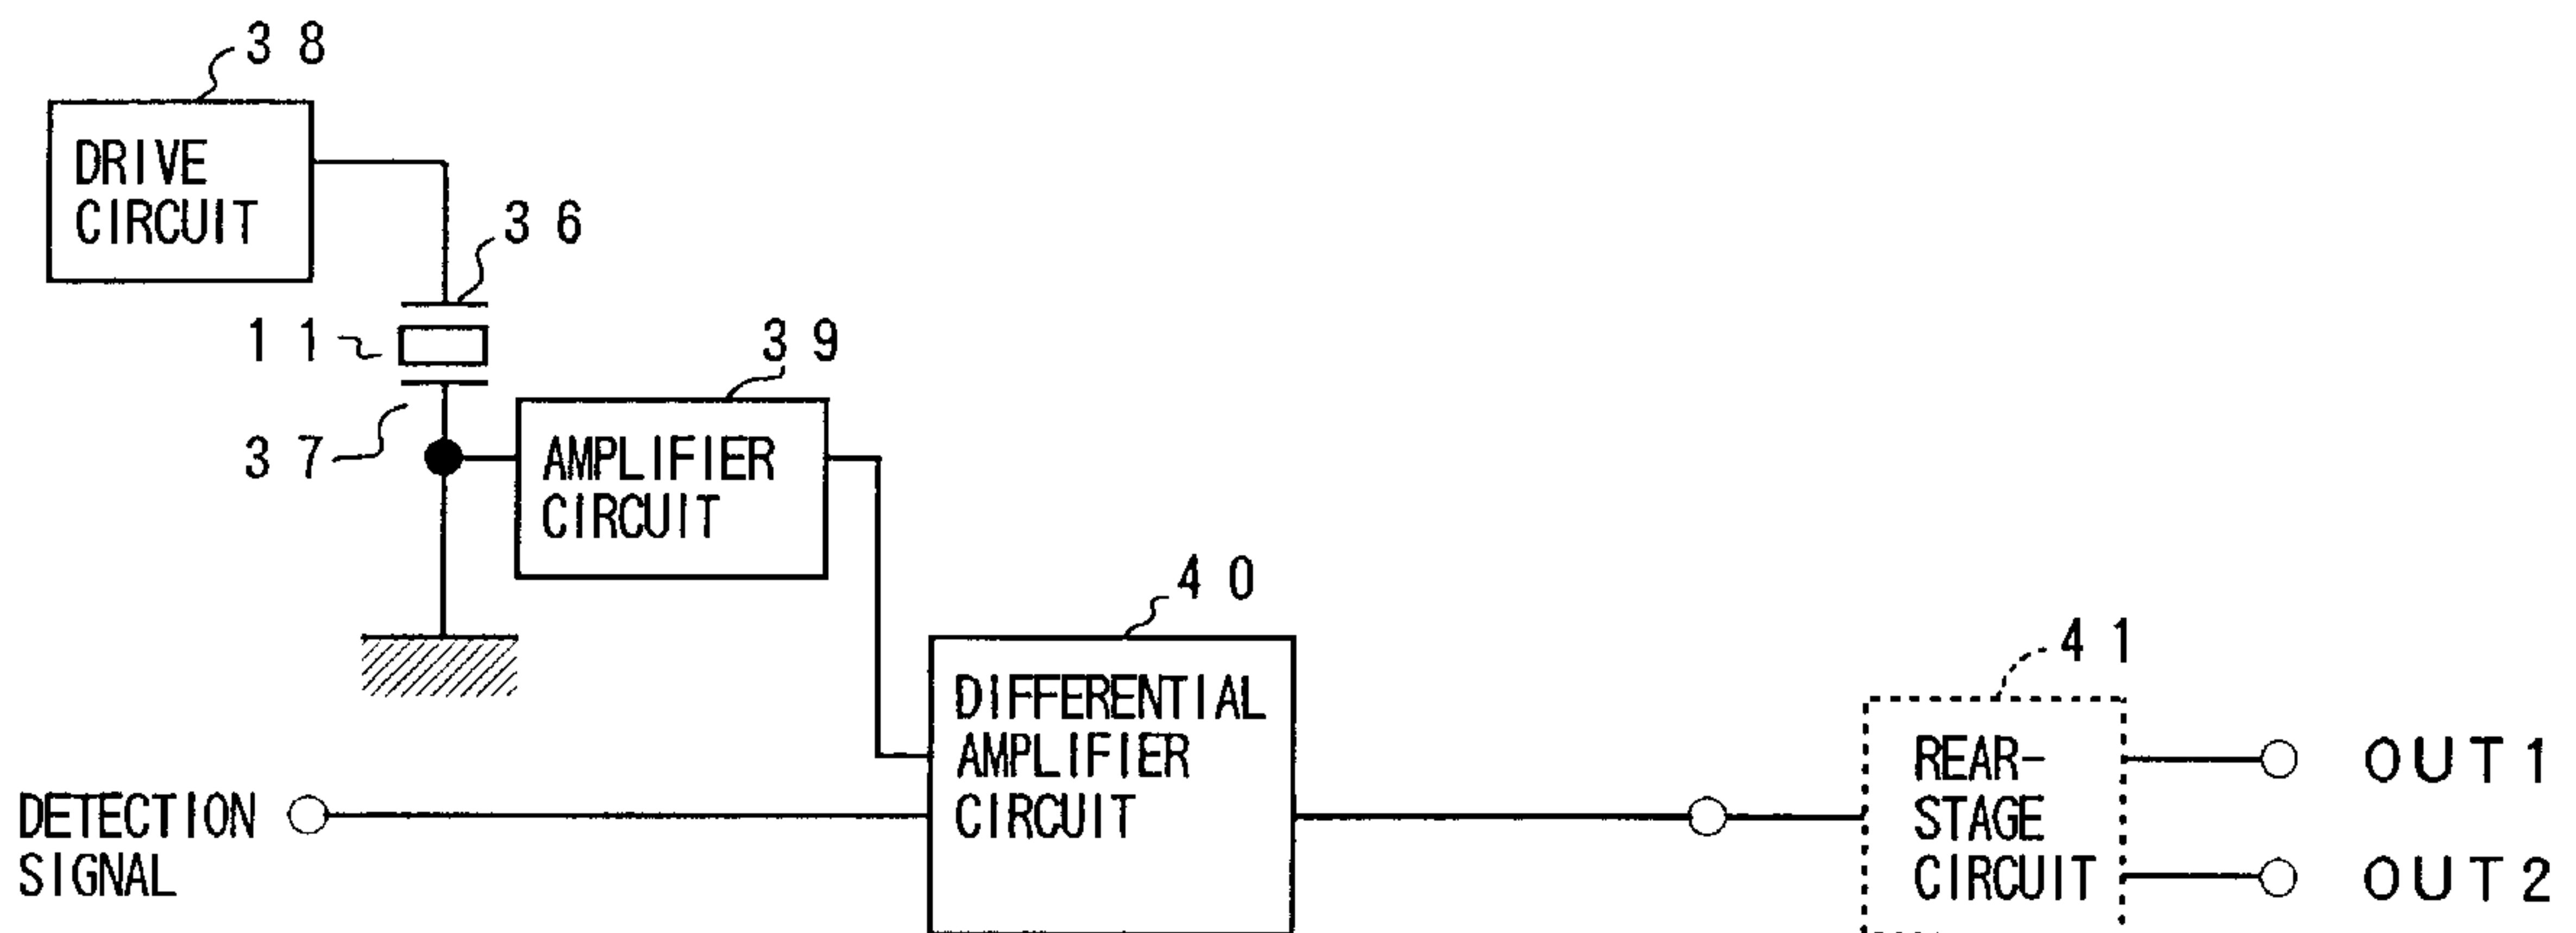 38
DRIVE
CIRCUIT
36
11
39
37
AMPLIFIER
CIRCUIT
40
41
DIFFERENTIAL
AMPLIFIER
CIRCUIT
REAR-
STAGE
CIRCUIT
OUT1
DETECTION
SIGNAL
OUT2